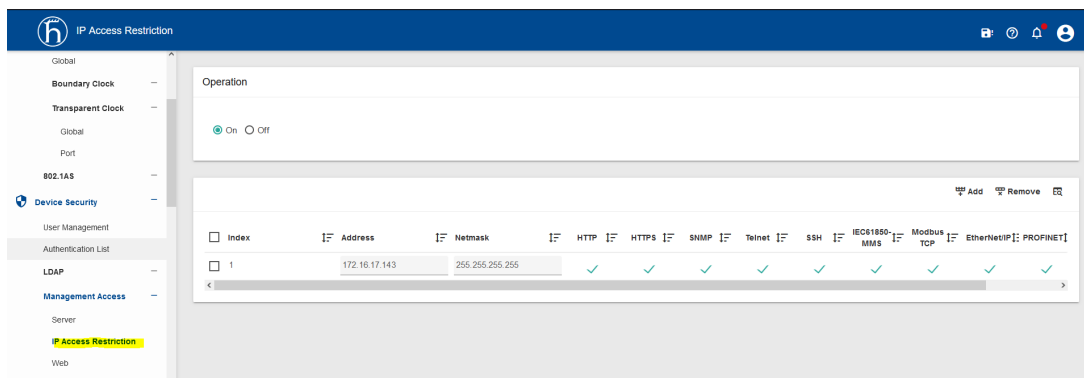 IP Access Restriction
Global
Boundary Clock
Transparent Clock
Global
Port
802.1AS
Device Security
User Management
Authentication List
LDAP
Management Access
Server
IP Access Restriction
Web
Operation
On Off
Add Remove
Index Address Netmask HTTP HTTPS SNMP Telnet SSH IEC61850-MMS Modbus TCP EtherNet/IP PROFINET
1 172.16.17.143 255.255.255.255